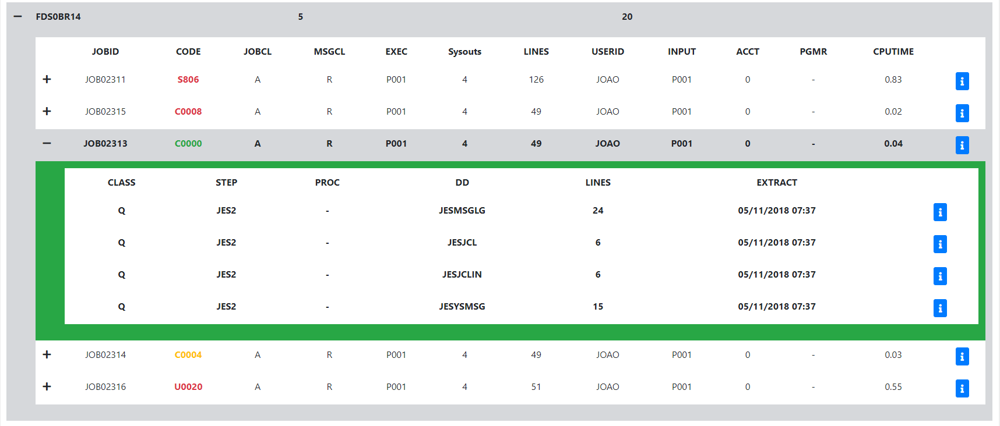 FDS0BR14 5 20
JOBID CODE JOBCL MSGCL EXEC Sysouts LINES USERID INPUT ACCT PGMR CPUTIME
JOB02311 S806 A R P001 4 126 JOAO P001 0 - 0.83
JOB02315 C0008 A R P001 4 49 JOAO P001 0 - 0.02
JOB02313 C0000 A R P001 4 49 JOAO P001 0 - 0.04
CLASS STEP PROC DD LINES EXTRACT
Q JES2 - JESMSGLG 24 05/11/2018 07:37
Q JES2 - JESJCL 6 05/11/2018 07:37
Q JES2 - JESJCLIN 6 05/11/2018 07:37
Q JES2 - JESYSMSG 15 05/11/2018 07:37
JOB02314 C0004 A R P001 4 49 JOAO P001 0 - 0.03
JOB02316 U0020 A R P001 4 51 JOAO P001 0 - 0.55